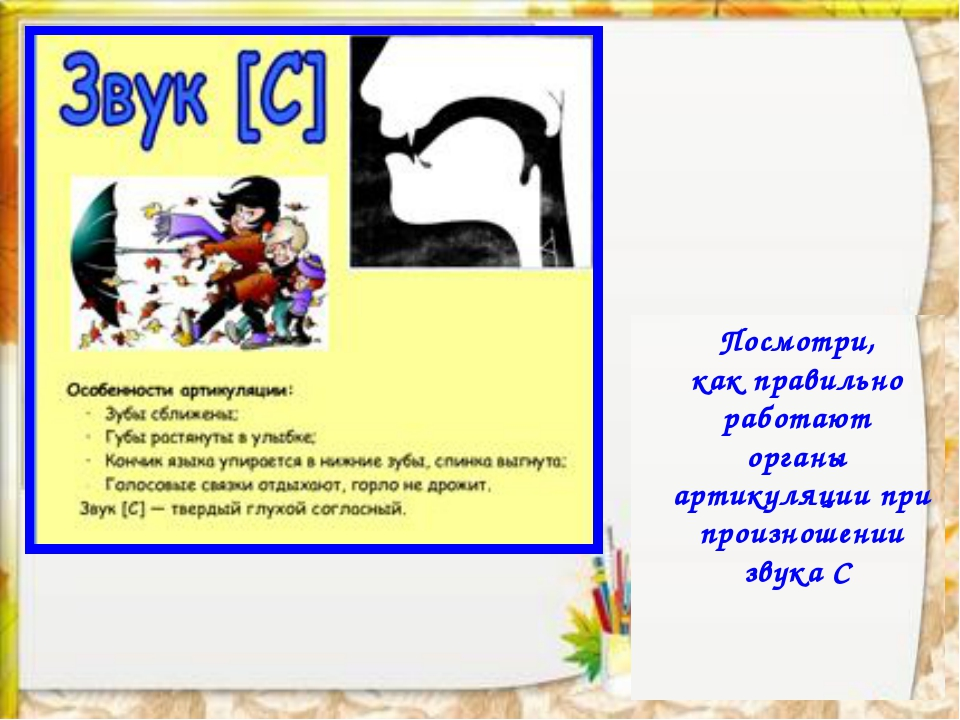 Звук [С]
Особенности артикуляции:
- Зубы сближены;
- Губы растянуты в улыбке;
- Кончик языка упирается в нижние зубы, спинка выгнута;
- Голосовые связки отдыхают, горло не дрожит.
Звук [С] — твердый глухой согласный.
Посмотри,
как правильно
работают
органы
артикуляции при
произношении
звука С